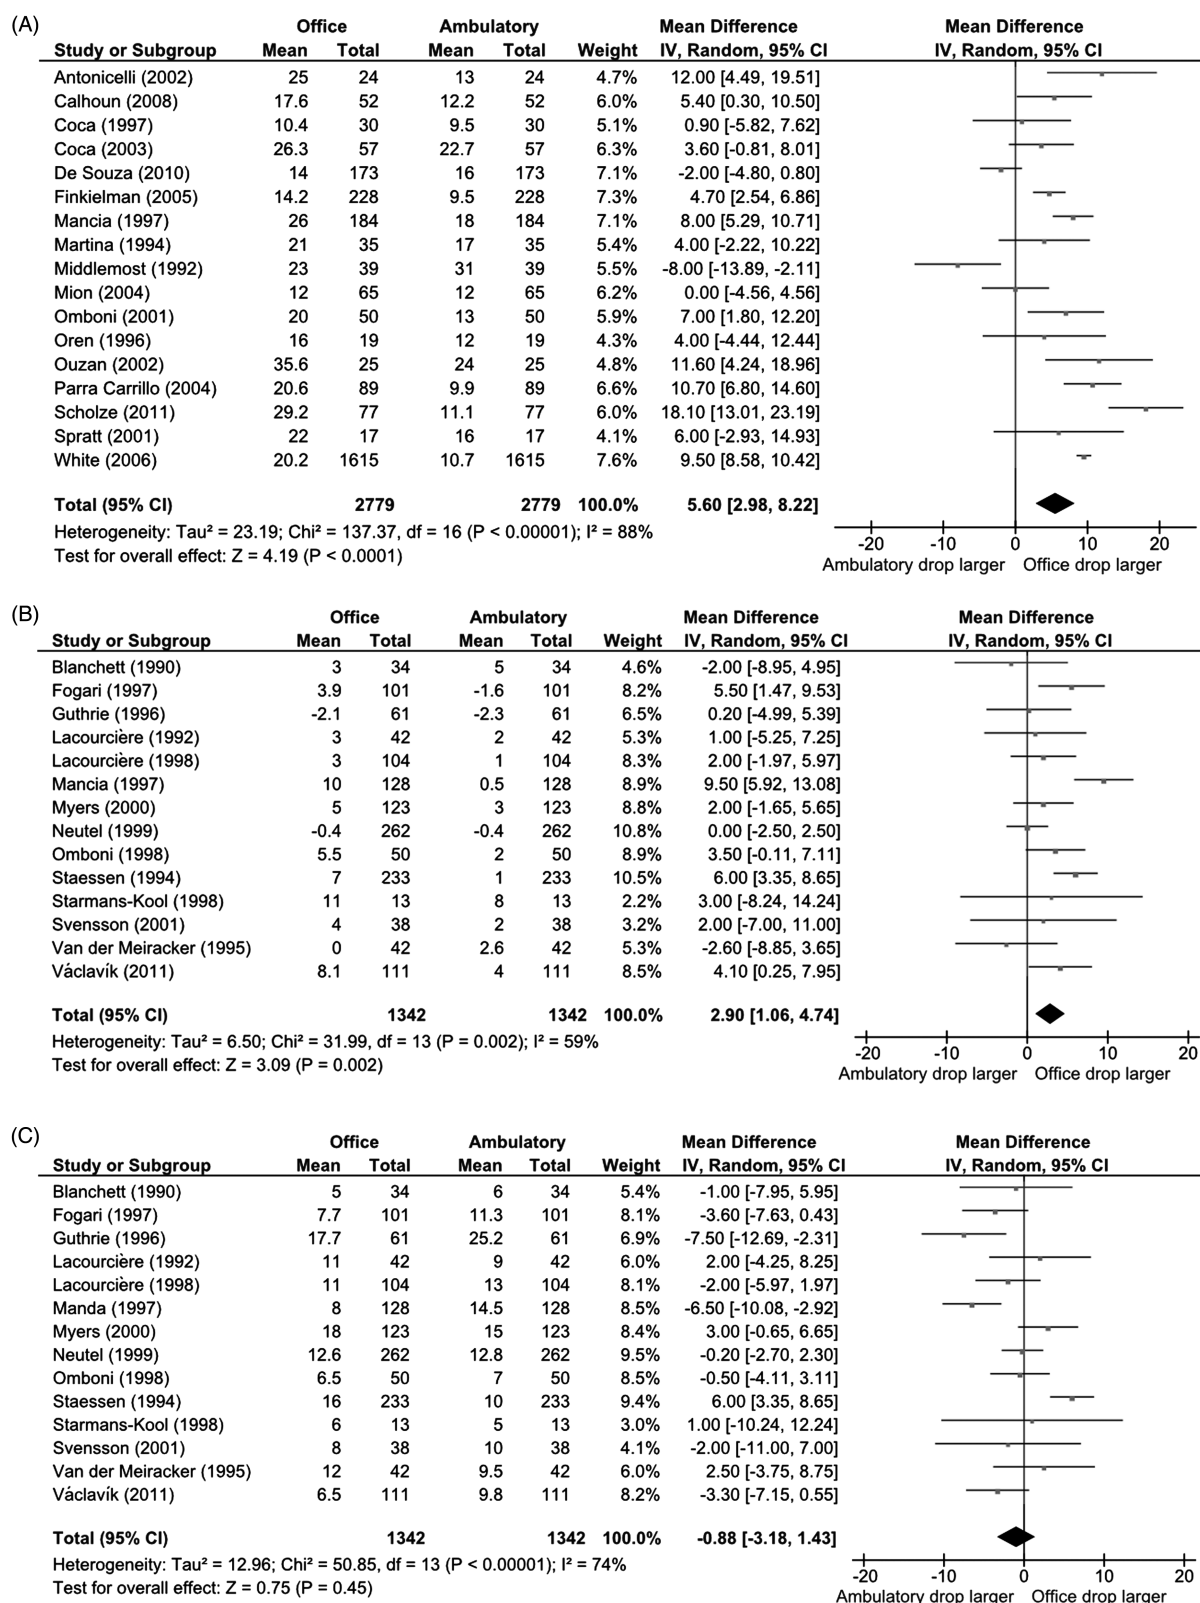 (A)
Office Ambulatory Mean Difference Mean Difference
Study or Subgroup Mean Total Mean Total Weight IV, Random, 95% CI IV, Random, 95% CI
Antonicelli (2002) 25 24 13 24 4.7% 12.00 [4.49, 19.51]
Calhoun (2008) 17.6 52 12.2 52 6.0% 5.40 [0.30, 10.50]
Coca (1997) 10.4 30 9.5 30 5.1% 0.90 [-5.82, 7.62]
Coca (2003) 26.3 57 22.7 57 6.3% 3.60 [-0.81, 8.01]
De Souza (2010) 14 173 16 173 7.1% -2.00 [-4.80, 0.80]
Finkielman (2005) 14.2 228 9.5 228 7.3% 4.70 [2.54, 6.86]
Mancia (1997) 26 184 18 184 7.1% 8.00 [5.29, 10.71]
Martina (1994) 21 35 17 35 5.4% 4.00 [-2.22, 10.22]
Middlemost (1992) 23 39 31 39 5.5% -8.00 [-13.89, -2.11]
Mion (2004) 12 65 12 65 6.2% 0.00 [-4.56, 4.56]
Omboni (2001) 20 50 13 50 5.9% 7.00 [1.80, 12.20]
Oren (1996) 16 19 12 19 4.3% 4.00 [-4.44, 12.44]
Ouzan (2002) 35.6 25 24 25 4.8% 11.60 [4.24, 18.96]
Parra Carrillo (2004) 20.6 89 9.9 89 6.6% 10.70 [6.80, 14.60]
Scholze (2011) 29.2 77 11.1 77 6.0% 18.10 [13.01, 23.19]
Spratt (2001) 22 17 16 17 4.1% 6.00 [-2.93, 14.93]
White (2006) 20.2 1615 10.7 1615 7.6% 9.50 [8.58, 10.42]
Total (95% CI) 2779 2779 100.0% 5.60 [2.98, 8.22]
Heterogeneity: Tau² = 23.19; Chi² = 137.37, df = 16 (P < 0.00001); I² = 88%
Test for overall effect: Z = 4.19 (P < 0.0001)
-20 -10 0 10 20
Ambulatory drop larger Office drop larger
(B)
Office Ambulatory Mean Difference Mean Difference
Study or Subgroup Mean Total Mean Total Weight IV, Random, 95% CI IV, Random, 95% CI
Blanchett (1990) 3 34 5 34 4.6% -2.00 [-8.95, 4.95]
Fogari (1997) 3.9 101 -1.6 101 8.2% 5.50 [1.47, 9.53]
Guthrie (1996) -2.1 61 -2.3 61 6.5% 0.20 [-4.99, 5.39]
Lacourcière (1992) 3 42 2 42 5.3% 1.00 [-5.25, 7.25]
Lacourcière (1998) 3 104 1 104 8.3% 2.00 [-1.97, 5.97]
Mancia (1997) 10 128 0.5 128 8.9% 9.50 [5.92, 13.08]
Myers (2000) 5 123 3 123 8.8% 2.00 [-1.65, 5.65]
Neutel (1999) -0.4 262 -0.4 262 10.8% 0.00 [-2.50, 2.50]
Omboni (1998) 5.5 50 2 50 8.9% 3.50 [-0.11, 7.11]
Staessen (1994) 7 233 1 233 10.5% 6.00 [3.35, 8.65]
Starmans-Kool (1998) 11 13 8 13 2.2% 3.00 [-8.24, 14.24]
Svensson (2001) 4 38 2 38 3.2% 2.00 [-7.00, 11.00]
Van der Meiracker (1995) 0 42 2.6 42 5.3% -2.60 [-8.85, 3.65]
Václavík (2011) 8.1 111 4 111 8.5% 4.10 [0.25, 7.95]
Total (95% CI) 1342 1342 100.0% 2.90 [1.06, 4.74]
Heterogeneity: Tau² = 6.50; Chi² = 31.99, df = 13 (P = 0.002); I² = 59%
Test for overall effect: Z = 3.09 (P = 0.002)
-20 -10 0 10 20
Ambulatory drop larger Office drop larger
(C)
Office Ambulatory Mean Difference Mean Difference
Study or Subgroup Mean Total Mean Total Weight IV, Random, 95% CI IV, Random, 95% CI
Blanchett (1990) 5 34 6 34 5.4% -1.00 [-7.95, 5.95]
Fogari (1997) 7.7 101 11.3 101 8.1% -3.60 [-7.63, 0.43]
Guthrie (1996) 17.7 61 25.2 61 6.9% -7.50 [-12.69, -2.31]
Lacourcière (1992) 11 42 9 42 6.0% 2.00 [-4.25, 8.25]
Lacourcière (1998) 11 104 13 104 8.1% -2.00 [-5.97, 1.97]
Manda (1997) 8 128 14.5 128 8.5% -6.50 [-10.08, -2.92]
Myers (2000) 18 123 15 123 8.4% 3.00 [-0.65, 6.65]
Neutel (1999) 12.6 262 12.8 262 9.5% -0.20 [-2.70, 2.30]
Omboni (1998) 6.5 50 7 50 8.5% -0.50 [-4.11, 3.11]
Staessen (1994) 16 233 10 233 9.4% 6.00 [3.35, 8.65]
Starmans-Kool (1998) 6 13 5 13 3.0% 1.00 [-10.24, 12.24]
Svensson (2001) 8 38 10 38 4.1% -2.00 [-11.00, 7.00]
Van der Meiracker (1995) 12 42 9.5 42 6.0% 2.50 [-3.75, 8.75]
Václavík (2011) 6.5 111 9.8 111 8.2% -3.30 [-7.15, 0.55]
Total (95% CI) 1342 1342 100.0% -0.88 [-3.18, 1.43]
Heterogeneity: Tau² = 12.96; Chi² = 50.85, df = 13 (P < 0.00001); I² = 74%
Test for overall effect: Z = 0.75 (P = 0.45)
-20 -10 0 10 20
Ambulatory drop larger Office drop larger